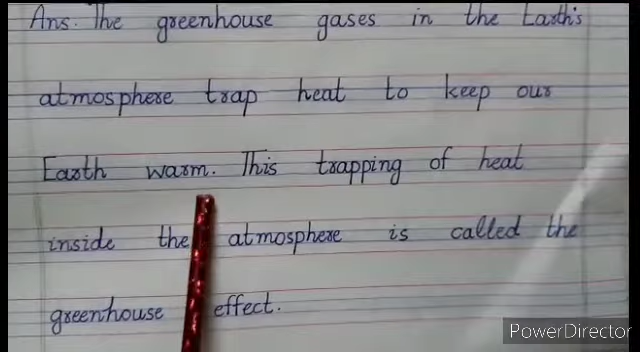 Ans. The greenhouse gases in the Earth's
atmosphere trap heat to keep our
Earth warm. This trapping of heat
inside the atmosphere is called the
greenhouse effect.
PowerDirector